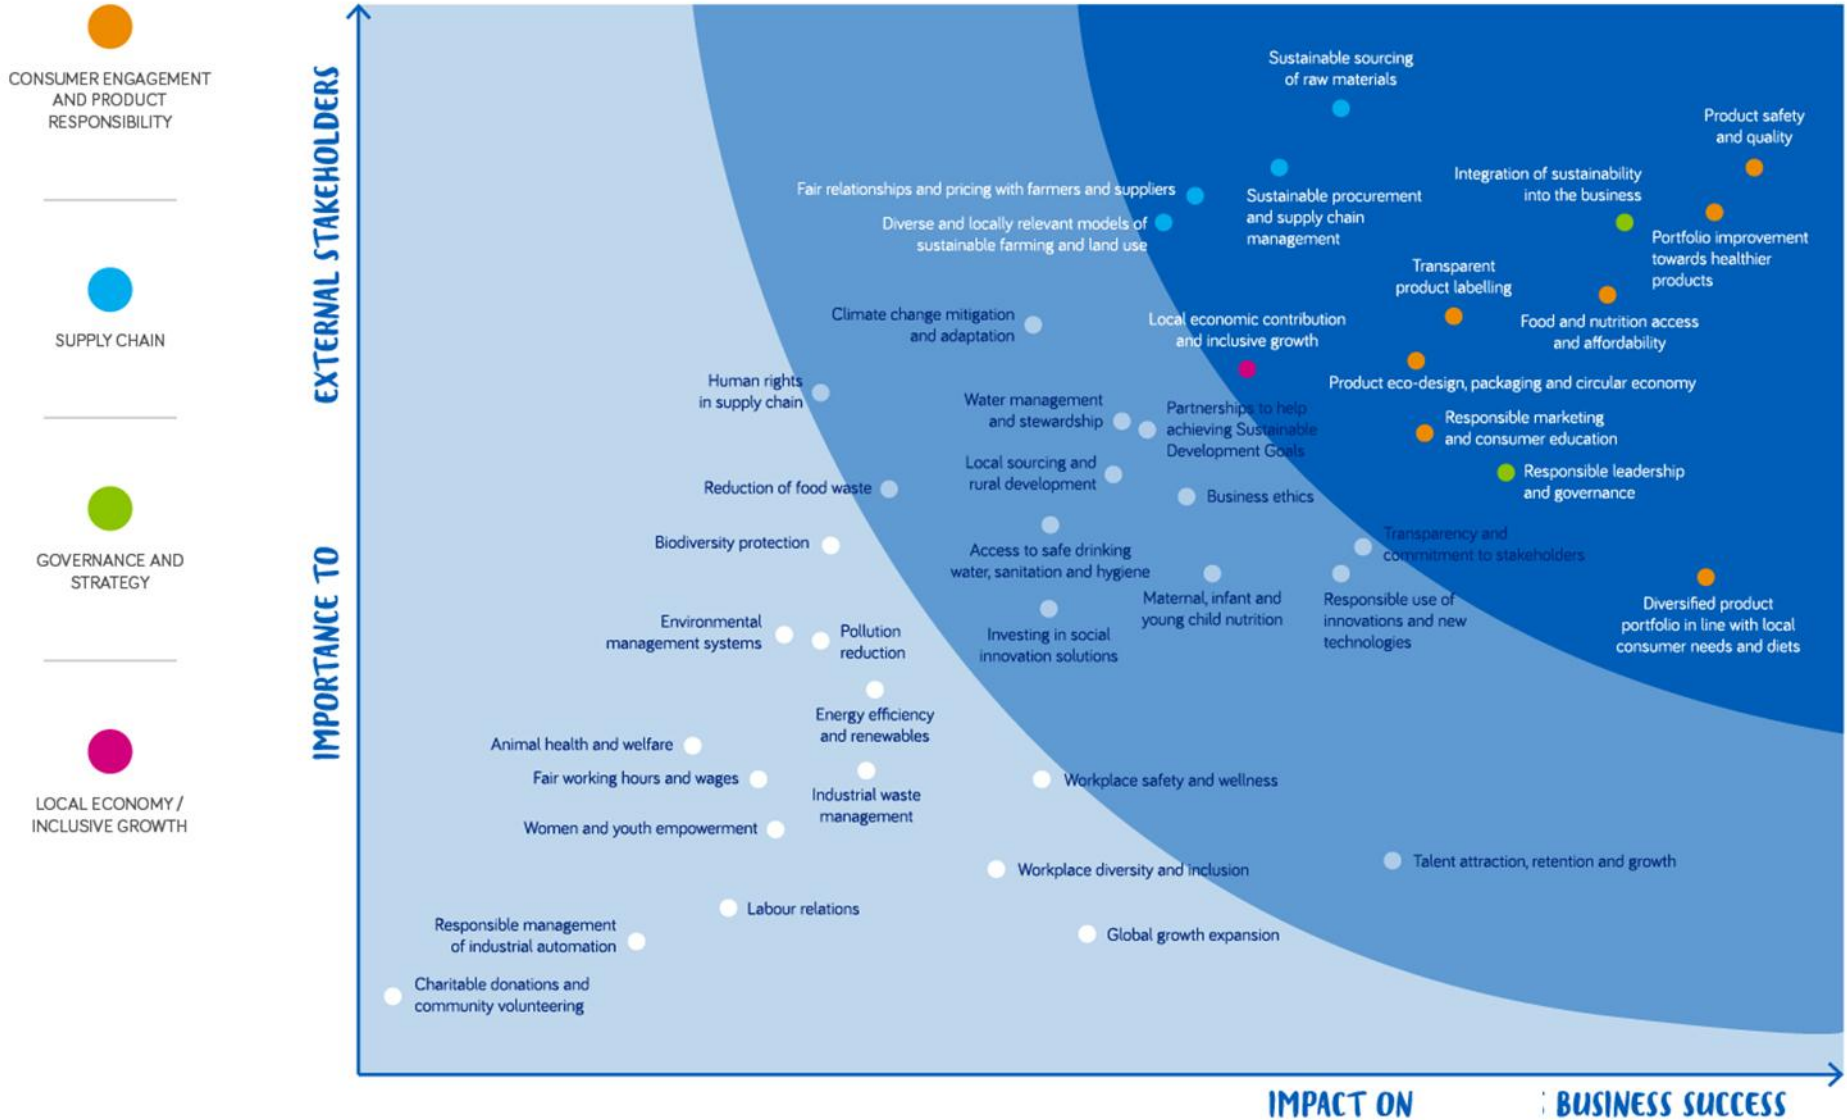 CONSUMER ENGAGEMENT
AND PRODUCT
RESPONSIBILITY
SUPPLY CHAIN
GOVERNANCE AND
STRATEGY
LOCAL ECONOMY /
INCLUSIVE GROWTH
IMPORTANCE TO EXTERNAL STAKEHOLDERS
Sustainable sourcing
of raw materials
Product safety
and quality
Integration of sustainability
into the business
Fair relationships and pricing with farmers and suppliers
Sustainable procurement
and supply chain
management
Diverse and locally relevant models of
sustainable farming and land use
Portfolio improvement
towards healthier
products
Transparent
product labelling
Climate change mitigation
and adaptation
Local economic contribution
and inclusive growth
Food and nutrition access
and affordability
Human rights
in supply chain
Product eco-design, packaging and circular economy
Water management
and stewardship
Partnerships to help
achieving Sustainable
Development Goals
Responsible marketing
and consumer education
Local sourcing and
rural development
Responsible leadership
and governance
Reduction of food waste
Business ethics
Biodiversity protection
Access to safe drinking
water, sanitation and hygiene
Transparency and
commitment to stakeholders
Maternal, infant and
young child nutrition
Responsible use of
innovations and new
technologies
Diversified product
portfolio in line with local
consumer needs and diets
Environmental
management systems
Pollution
reduction
Investing in social
innovation solutions
Energy efficiency
and renewables
Animal health and welfare
Fair working hours and wages
Industrial waste
management
Workplace safety and wellness
Women and youth empowerment
Workplace diversity and inclusion
Talent attraction, retention and growth
Labour relations
Responsible management
of industrial automation
Global growth expansion
Charitable donations and
community volunteering
IMPACT ON BUSINESS SUCCESS